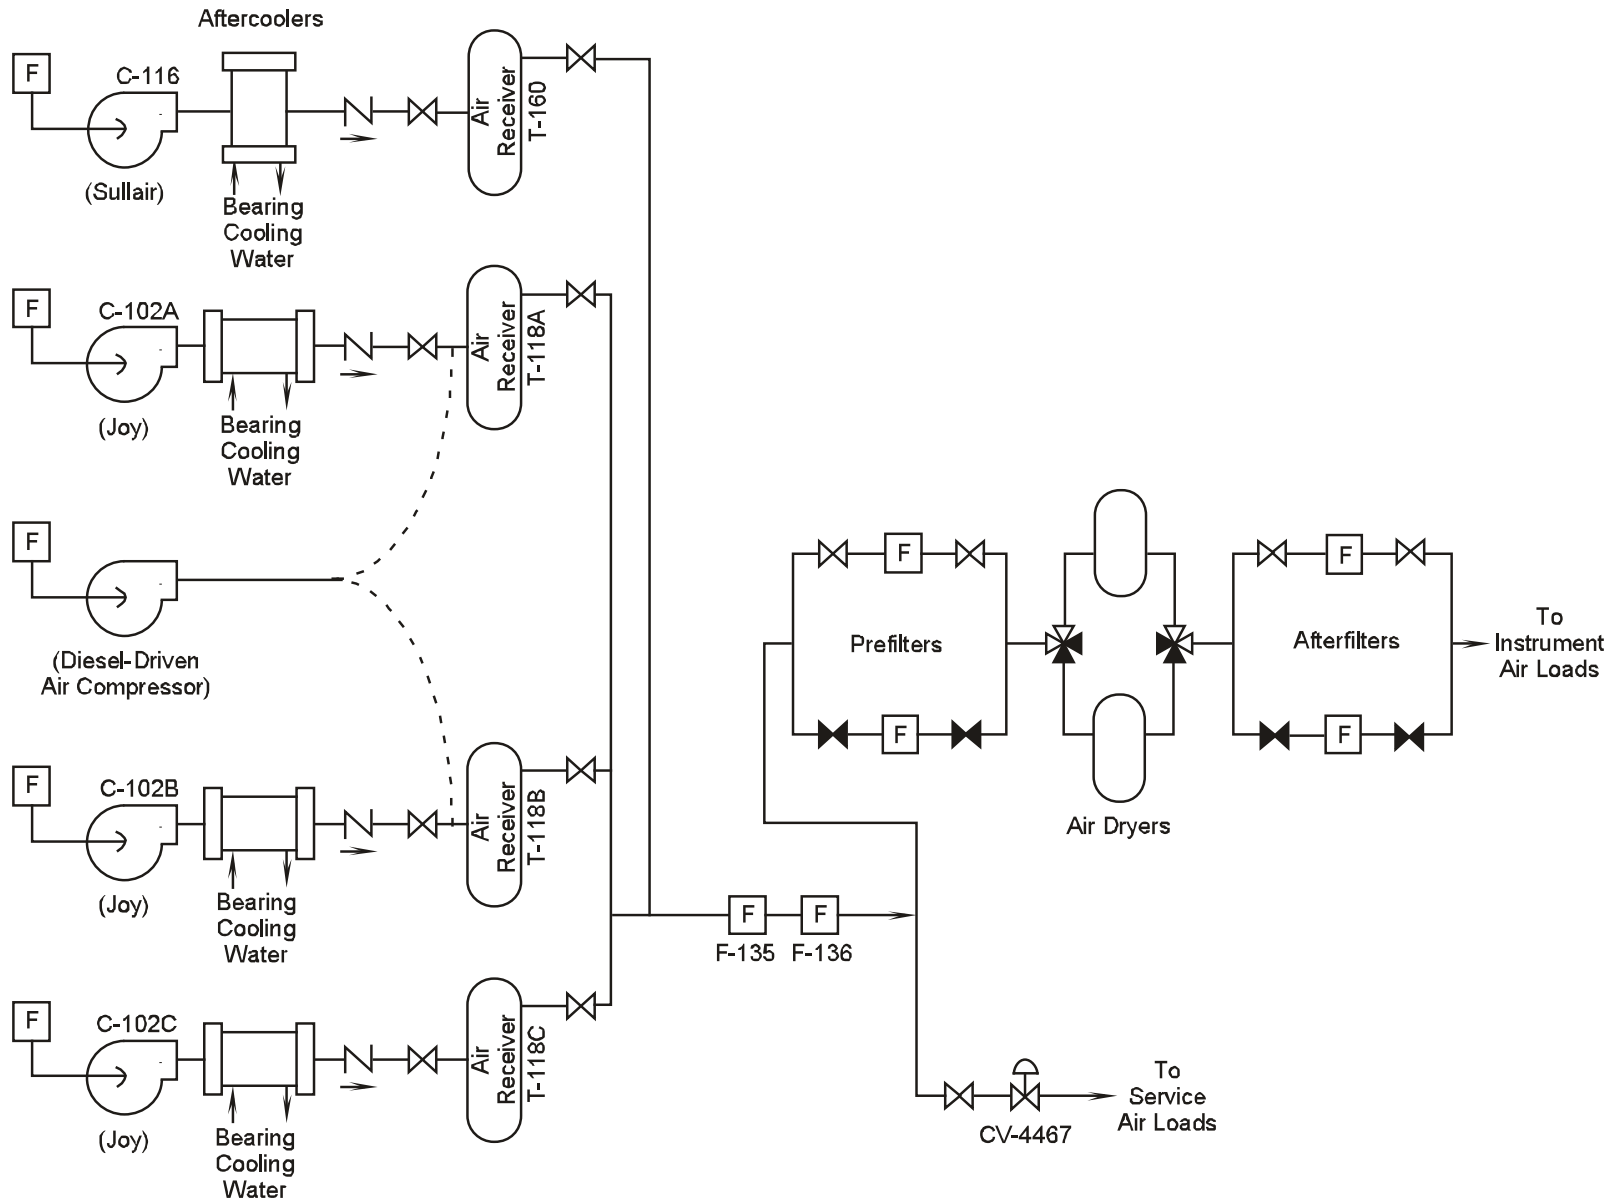 Aftercoolers
F
C-116
(Sullair)
Bearing
Cooling
Water
Air
Receiver
T-160
F
C-102A
(Joy)
Bearing
Cooling
Water
Air
Receiver
T-118A
F
(Diesel-Driven
Air Compressor)
F
C-102B
(Joy)
Bearing
Cooling
Water
Air
Receiver
T-118B
F
C-102C
(Joy)
Bearing
Cooling
Water
Air
Receiver
T-118C
F
F-135
F
F-136
F
Prefilters
F
Air Dryers
F
Afterfilters
F
To
Instrument
Air Loads
CV-4467
To
Service
Air Loads